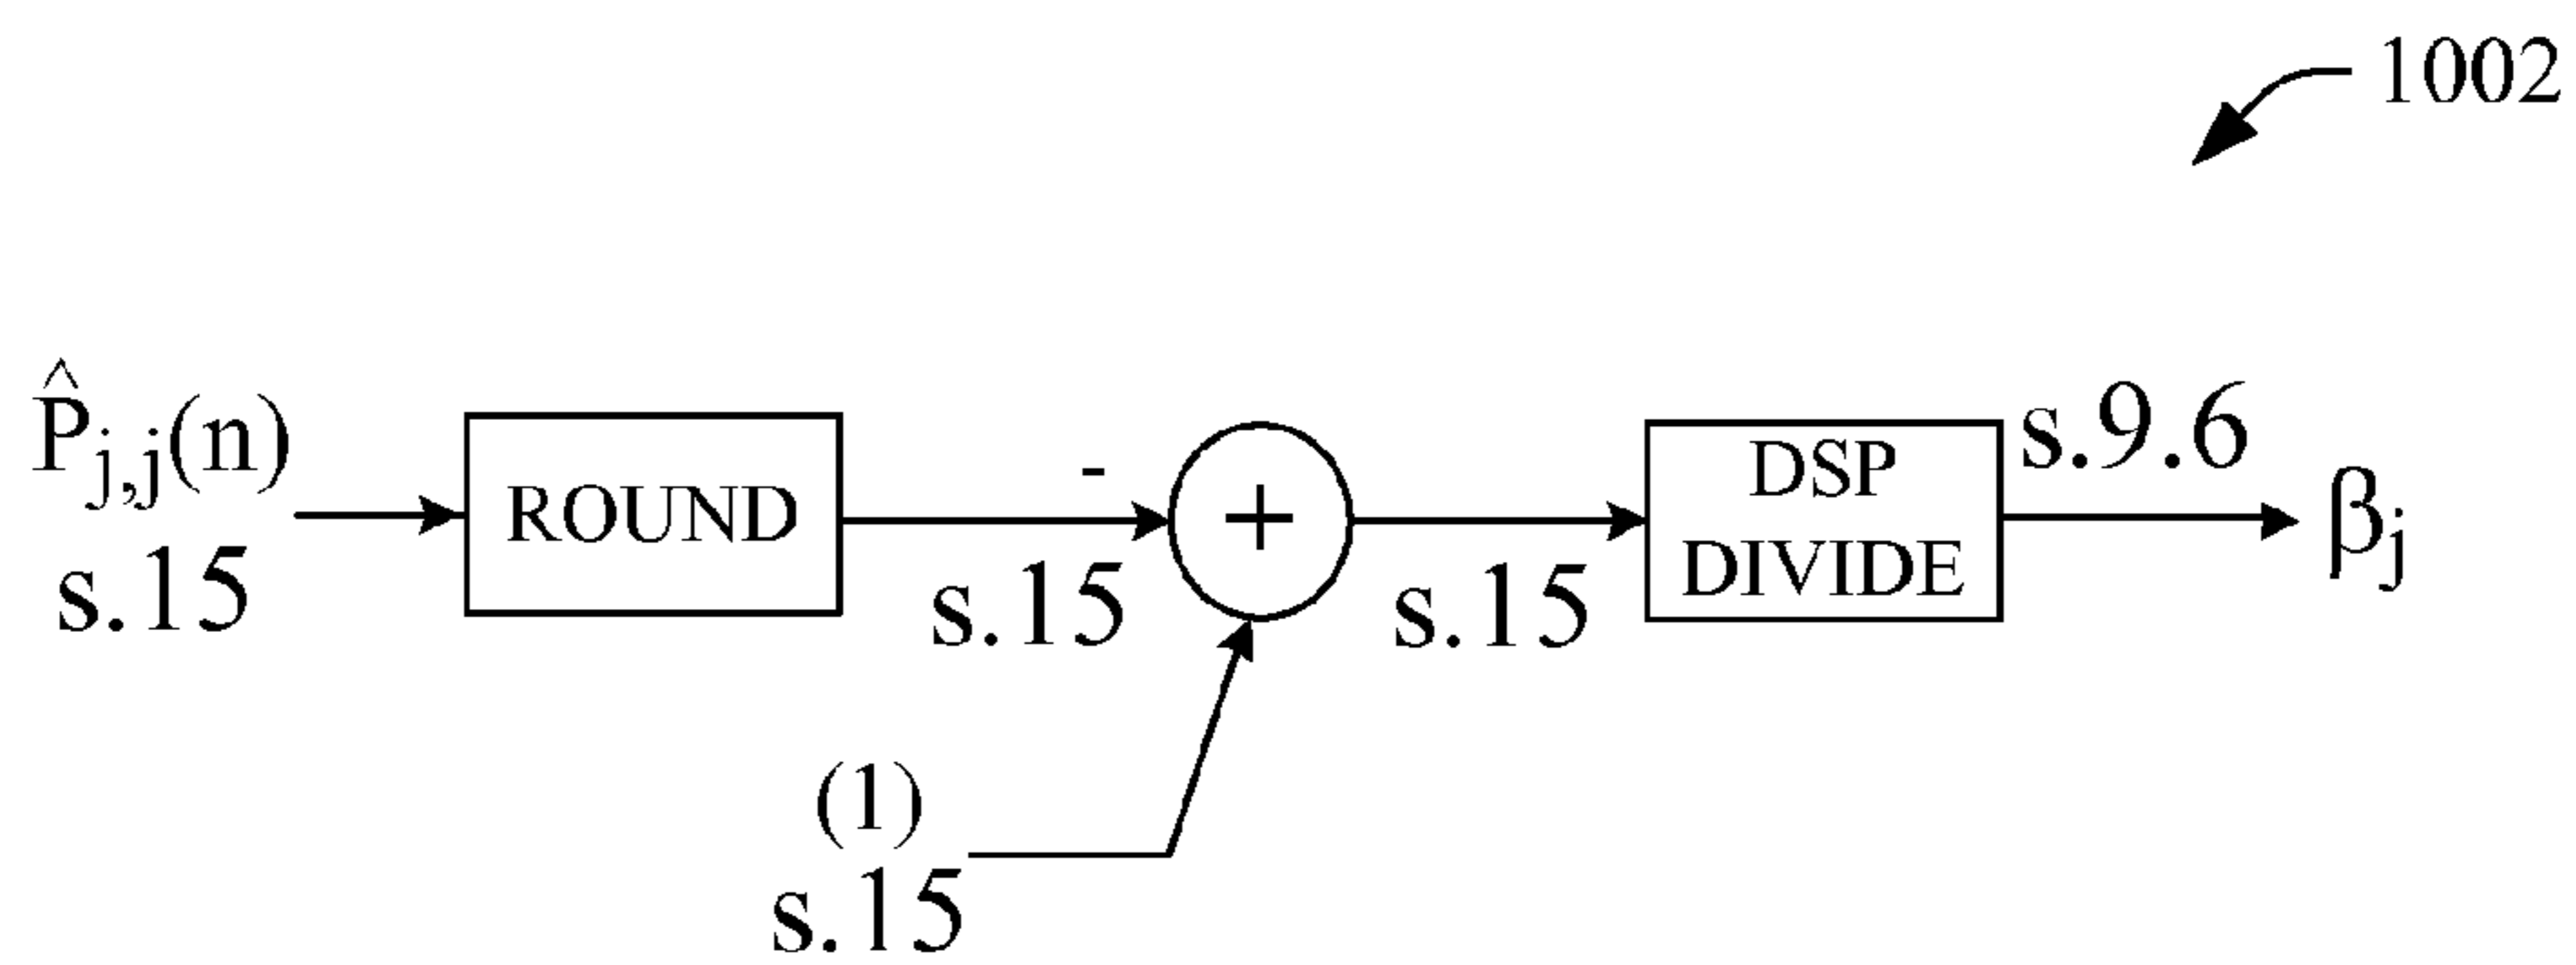 1002
P̂j,j(n)
s.15
ROUND
-
s.15
+
(1)
s.15
s.15
DSP
DIVIDE
s.9.6
βj